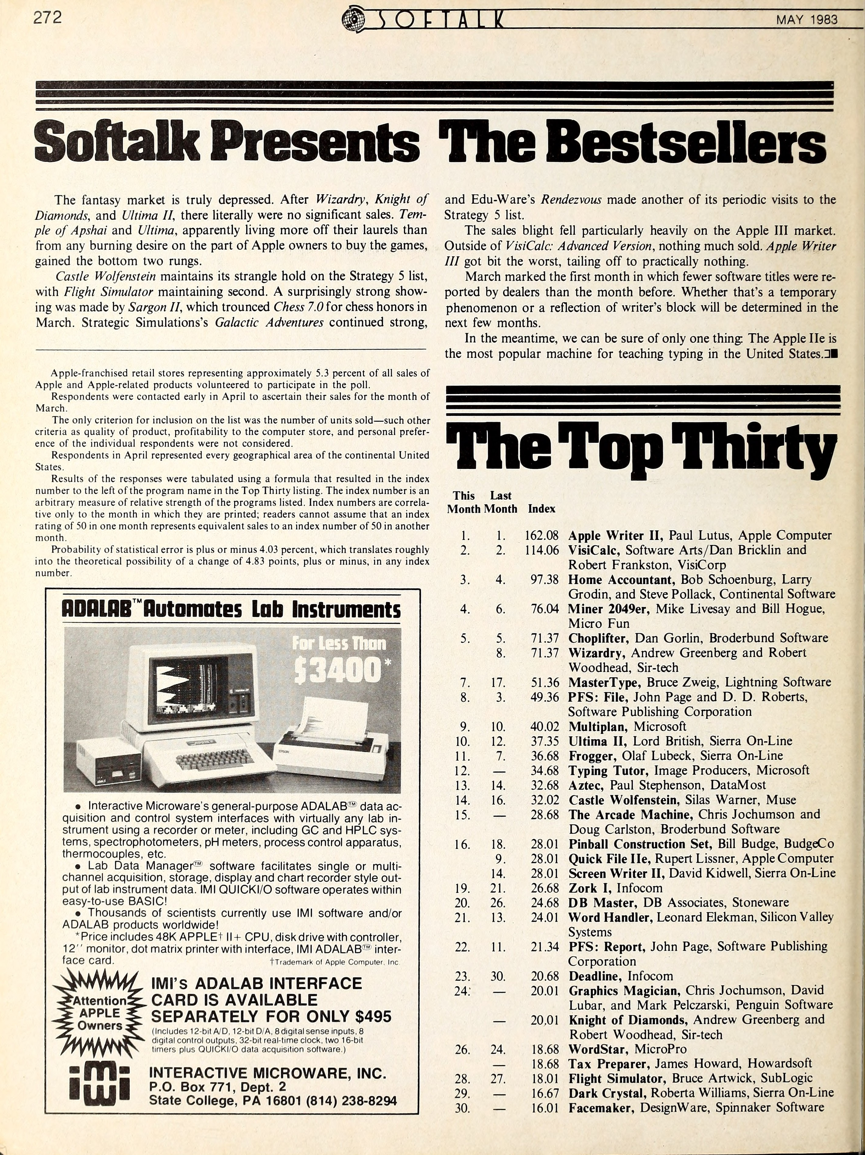 272
SOFTALK
MAY 1983
Softalk Presents The Bestsellers
The fantasy market is truly depressed. After Wizardry, Knight of
Diamonds, and Ultima II, there literally were no significant sales. Tem-
ple of Apshai and Ultima, apparently living more off their laurels than
from any burning desire on the part of Apple owners to buy the games,
gained the bottom two rungs.
Castle Wolfenstein maintains its strangle hold on the Strategy 5 list,
with Flight Simulator maintaining second. A surprisingly strong show-
ing was made by Sargon II, which trounced Chess 7.0 for chess honors in
March. Strategic Simulations's Galactic Adventures continued strong,
and Edu-Ware's Rendezvous made another of its periodic visits to the
Strategy 5 list.
The sales blight fell particularly heavily on the Apple III market.
Outside of VisiCalc: Advanced Version, nothing much sold. Apple Writer
III got bit the worst, tailing off to practically nothing.
March marked the first month in which fewer software titles were re-
ported by dealers than the month before. Whether that's a temporary
phenomenon or a reflection of writer's block will be determined in the
next few months.
In the meantime, we can be sure of only one thing: The Apple IIe is
the most popular machine for teaching typing in the United States.
Apple-franchised retail stores representing approximately 5.3 percent of all sales of
Apple and Apple-related products volunteered to participate in the poll.
Respondents were contacted early in April to ascertain their sales for the month of
March.
The only criterion for inclusion on the list was the number of units sold—such other
criteria as quality of product, profitability to the computer store, and personal prefer-
ence of the individual respondents were not considered.
Respondents in April represented every geographical area of the continental United
States.
Results of the responses were tabulated using a formula that resulted in the index
number to the left of the program name in the Top Thirty listing. The index number is an
arbitrary measure of relative strength of the programs listed. Index numbers are correla-
tive only to the month in which they are printed; readers cannot assume that an index
rating of 50 in one month represents equivalent sales to an index number of 50 in another
month.
Probability of statistical error is plus or minus 4.03 percent, which translates roughly
into the theoretical possibility of a change of 4.83 points, plus or minus, in any index
number.
ADALAB™ Automates Lab Instruments
For Less Than
$3400*
• Interactive Microware's general-purpose ADALAB™ data ac-
quisition and control system interfaces with virtually any lab in-
strument using a recorder or meter, including GC and HPLC sys-
tems, spectrophotometers, pH meters, process control apparatus,
thermocouples, etc.
• Lab Data Manager™ software facilitates single or multi-
channel acquisition, storage, display and chart recorder style out-
put of lab instrument data. IMI QUICKI/O software operates within
easy-to-use BASIC!
• Thousands of scientists currently use IMI software and/or
ADALAB products worldwide!
*Price includes 48K APPLE† II+ CPU, disk drive with controller,
12'' monitor, dot matrix printer with interface, IMI ADALAB™ inter-
face card. †Trademark of Apple Computer. Inc.
Attention
APPLE
Owners
IMI's ADALAB INTERFACE
CARD IS AVAILABLE
SEPARATELY FOR ONLY $495
(Includes 12-bit A/D, 12-bit D/A, 8 digital sense inputs, 8
digital control outputs, 32-bit real-time clock, two 16-bit
timers plus QUICKI/O data acquisition software.)
imi
INTERACTIVE MICROWARE, INC.
P.O. Box 771, Dept. 2
State College, PA 16801 (814) 238-8294
The Top Thirty
This Last
Month Month Index
1. 1. 162.08 Apple Writer II, Paul Lutus, Apple Computer
2. 2. 114.06 VisiCalc, Software Arts/Dan Bricklin and
Robert Frankston, VisiCorp
3. 4. 97.38 Home Accountant, Bob Schoenburg, Larry
Grodin, and Steve Pollack, Continental Software
4. 6. 76.04 Miner 2049er, Mike Livesay and Bill Hogue,
Micro Fun
5. 5. 71.37 Choplifter, Dan Gorlin, Broderbund Software
8. 71.37 Wizardry, Andrew Greenberg and Robert
Woodhead, Sir-tech
7. 17. 51.36 MasterType, Bruce Zweig, Lightning Software
8. 3. 49.36 PFS: File, John Page and D. D. Roberts,
Software Publishing Corporation
9. 10. 40.02 Multiplan, Microsoft
10. 12. 37.35 Ultima II, Lord British, Sierra On-Line
11. 7. 36.68 Frogger, Olaf Lubeck, Sierra On-Line
12. — 34.68 Typing Tutor, Image Producers, Microsoft
13. 14. 32.68 Aztec, Paul Stephenson, DataMost
14. 16. 32.02 Castle Wolfenstein, Silas Warner, Muse
15. — 28.68 The Arcade Machine, Chris Jochumson and
Doug Carlston, Broderbund Software
16. 18. 28.01 Pinball Construction Set, Bill Budge, BudgeCo
9. 28.01 Quick File IIe, Rupert Lissner, Apple Computer
14. 28.01 Screen Writer II, David Kidwell, Sierra On-Line
19. 21. 26.68 Zork I, Infocom
20. 26. 24.68 DB Master, DB Associates, Stoneware
21. 13. 24.01 Word Handler, Leonard Elekman, Silicon Valley
Systems
22. 11. 21.34 PFS: Report, John Page, Software Publishing
Corporation
23. 30. 20.68 Deadline, Infocom
24. — 20.01 Graphics Magician, Chris Jochumson, David
Lubar, and Mark Pelczarski, Penguin Software
— 20.01 Knight of Diamonds, Andrew Greenberg and
Robert Woodhead, Sir-tech
26. 24. 18.68 WordStar, MicroPro
— 18.68 Tax Preparer, James Howard, Howardsoft
28. 27. 18.01 Flight Simulator, Bruce Artwick, SubLogic
29. — 16.67 Dark Crystal, Roberta Williams, Sierra On-Line
30. — 16.01 Facemaker, DesignWare, Spinnaker Software